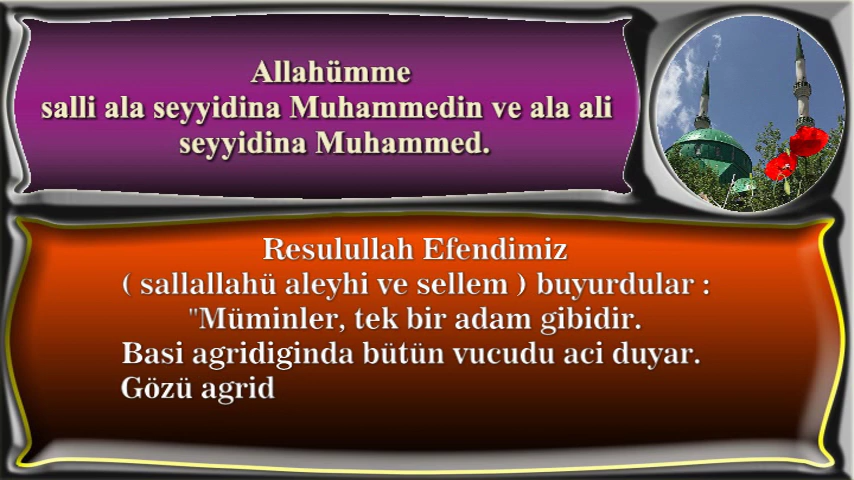 Allahümme
salli ala seyyidina Muhammedin ve ala ali
seyyidina Muhammed.
Resulullah Efendimiz
( sallallahü aleyhi ve sellem ) buyurdular :
"Müminler, tek bir adam gibidir.
Basi agridiginda bütün vucudu aci duyar.
Gözü agrid